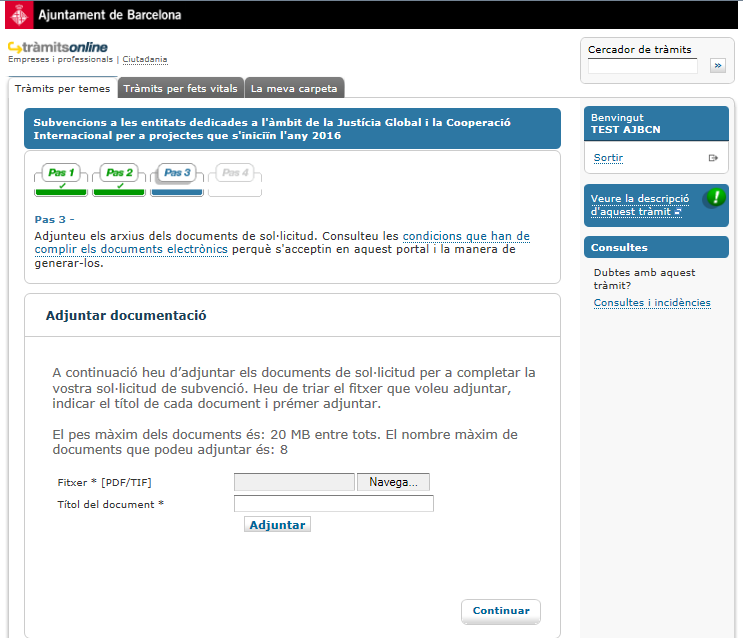 Ajuntament de Barcelona
tràmitsonline
Empreses i professionals | Ciutadania
Cercador de tràmits
»
Tràmits per temes
Tràmits per fets vitals
La meva carpeta
Subvencions a les entitats dedicades a l'àmbit de la Justícia Global i la Cooperació
Internacional per a projectes que s'iniciïn l'any 2016
Pas 1
Pas 2
Pas 3
Pas 4
Pas 3 -
Adjunteu els arxius dels documents de sol·licitud. Consulteu les condicions que han de
complir els documents electrònics perquè s'acceptin en aquest portal i la manera de
generar-los.
Benvingut
TEST AJBCN
Sortir
Veure la descripció
d'aquest tràmit
!
Consultes
Dubtes amb aquest
tràmit?
Consultes i incidències
Adjuntar documentació
A continuació heu d’adjuntar els documents de sol·licitud per a completar la
vostra sol·licitud de subvenció. Heu de triar el fitxer que voleu adjuntar,
indicar el títol de cada document i prémer adjuntar.
El pes màxim dels documents és: 20 MB entre tots. El nombre màxim de
documents que podeu adjuntar és: 8
Fitxer * [PDF/TIF]
Navega...
Títol del document *
Adjuntar
Continuar